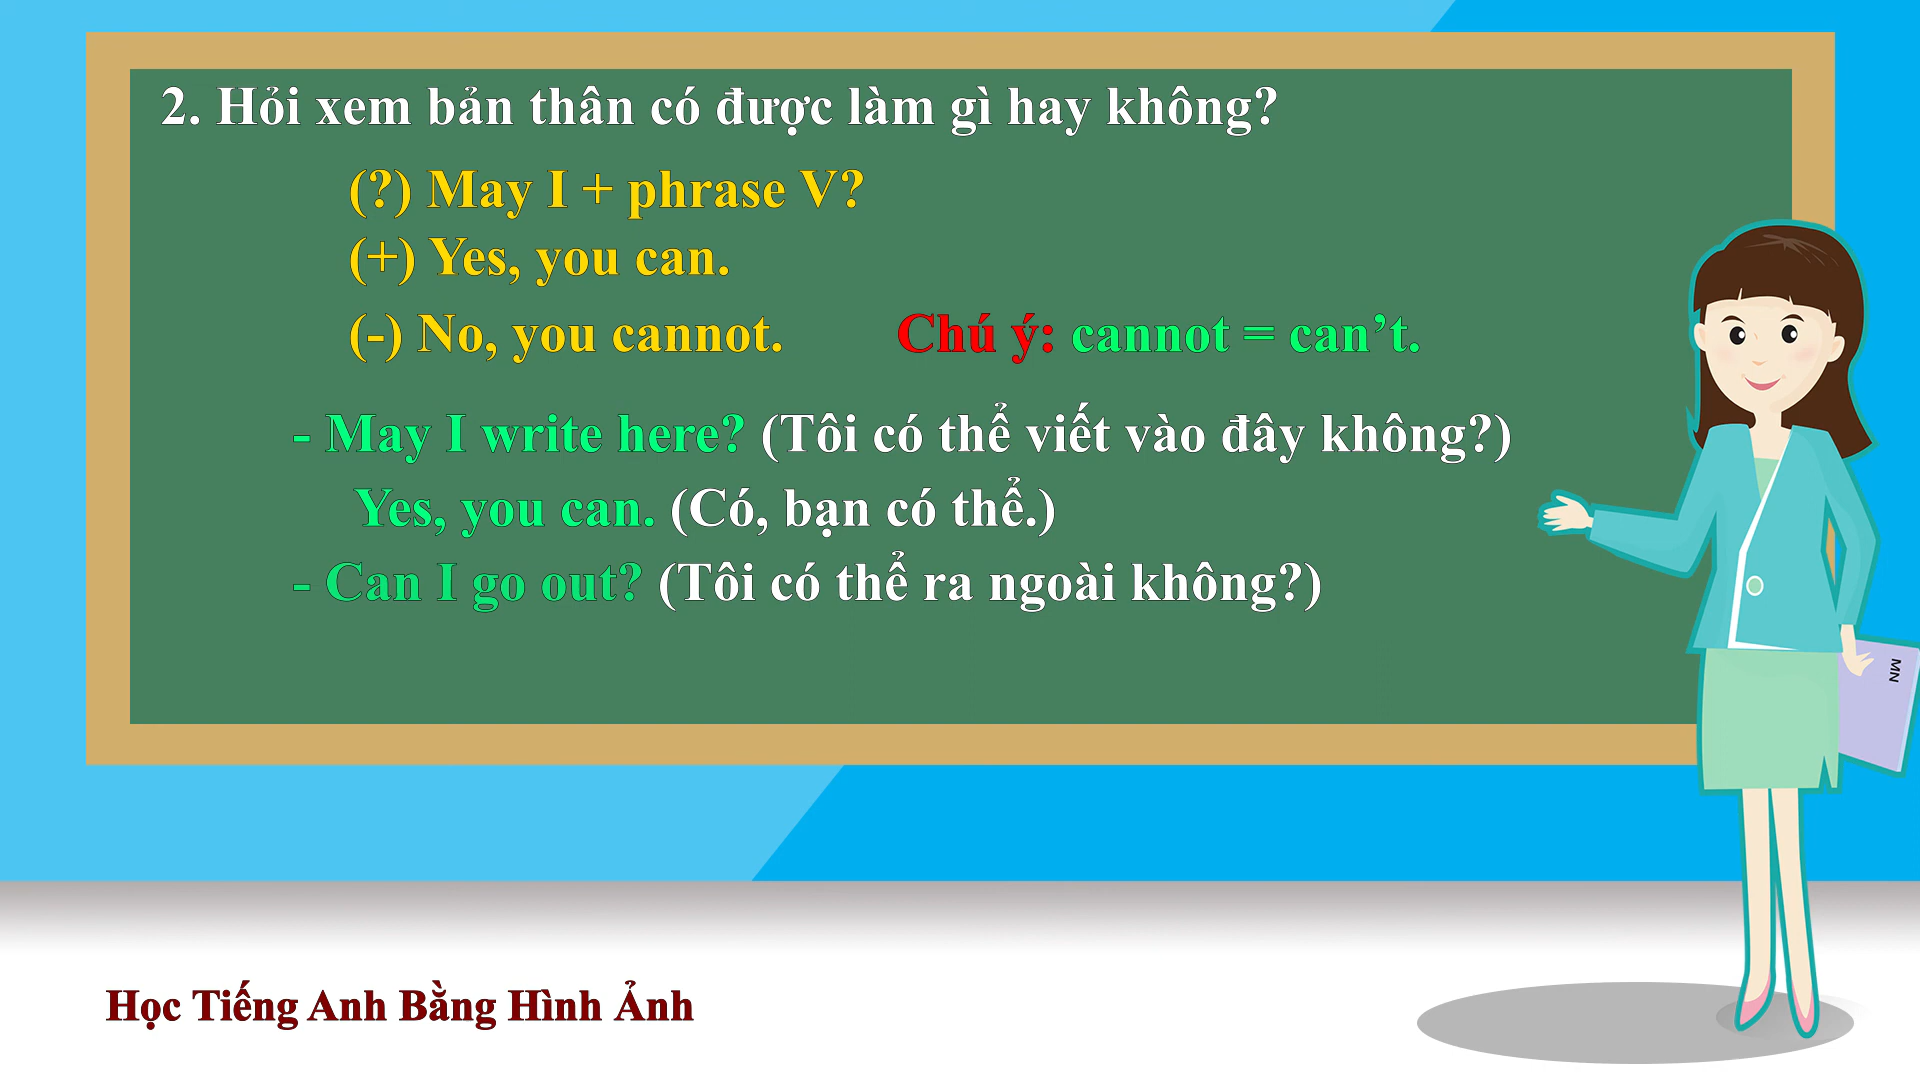 2. Hỏi xem bản thân có được làm gì hay không?
(?) May I + phrase V?
(+) Yes, you can.
(-) No, you cannot. Chú ý: cannot = can’t.
- May I write here? (Tôi có thể viết vào đây không?)
Yes, you can. (Có, bạn có thể.)
- Can I go out? (Tôi có thể ra ngoài không?)
MN
Học Tiếng Anh Bằng Hình Ảnh